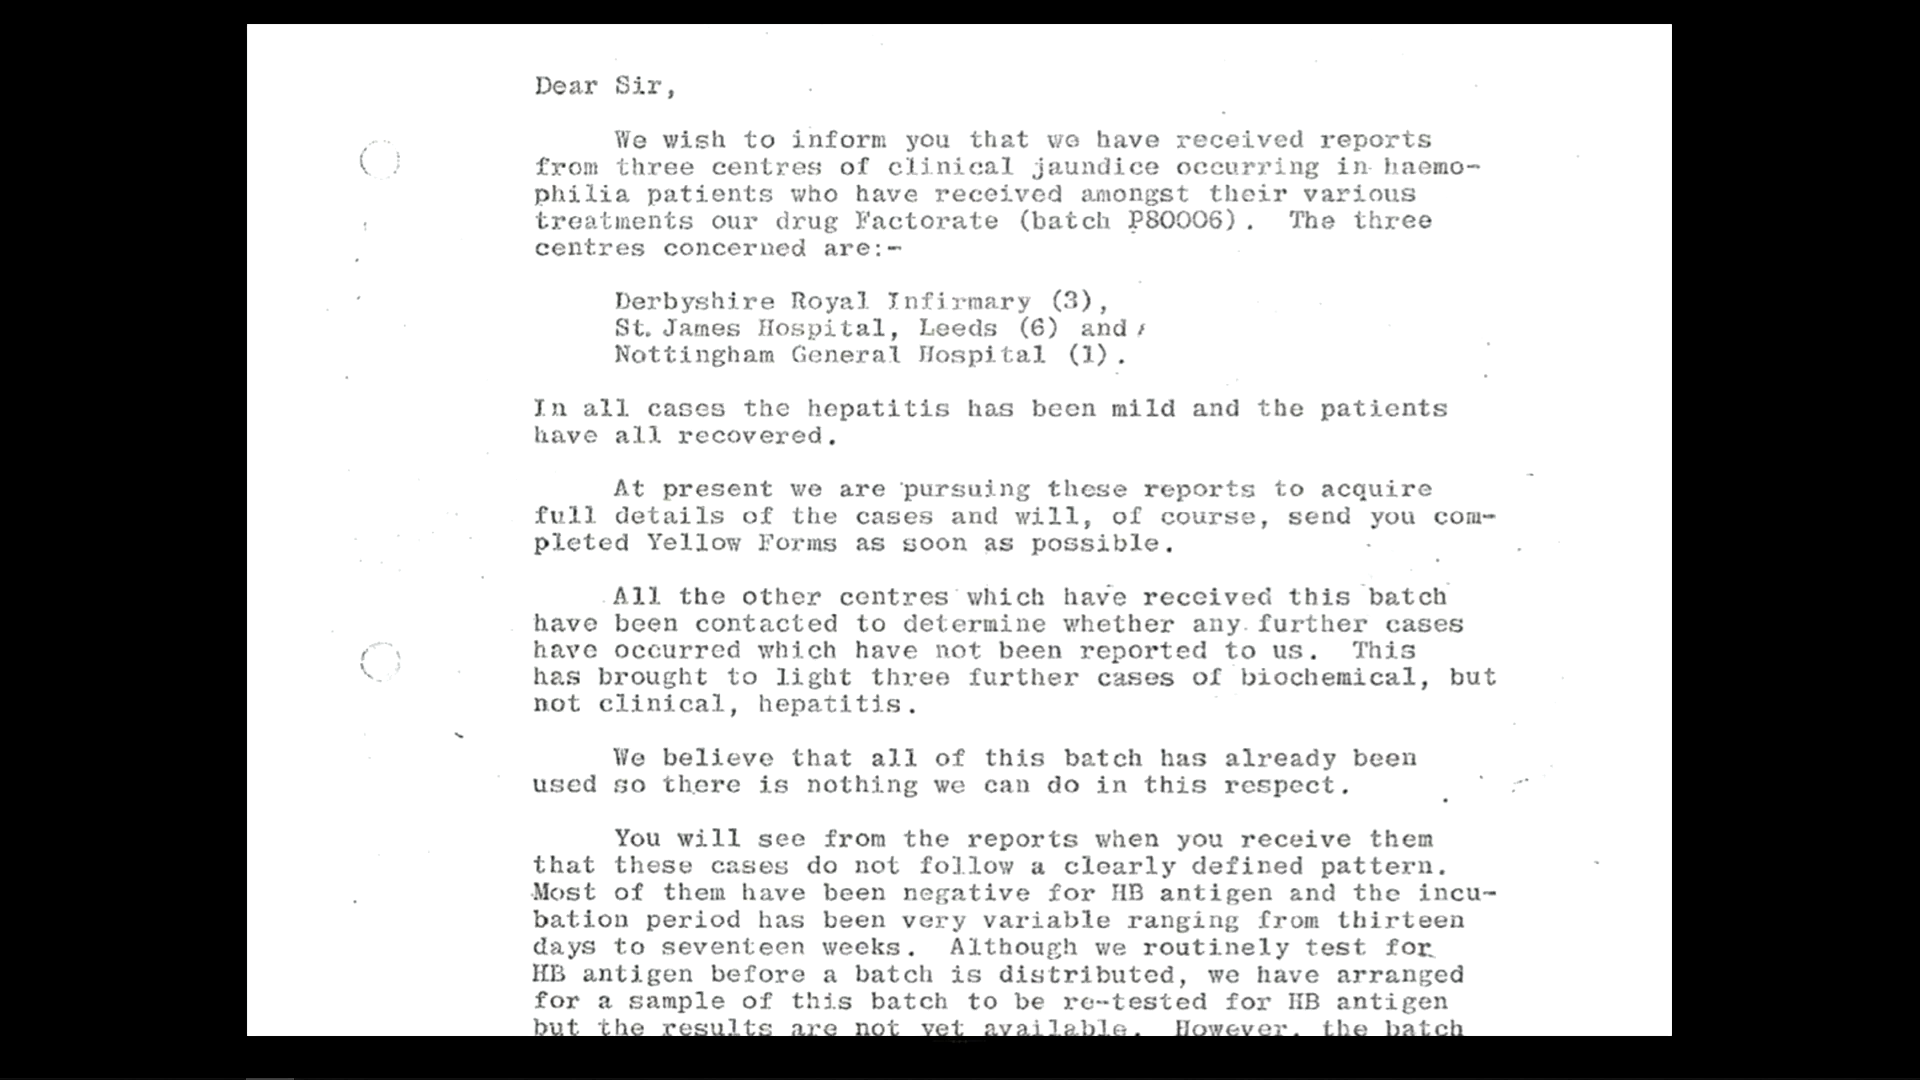 Dear Sir,
We wish to inform you that we have received reports
from three centres of clinical jaundice occurring in haemo-
philia patients who have received amongst their various
treatments our drug Factorate (batch P80006). The three
centres concerned are:-
Derbyshire Royal Infirmary (3),
St. James Hospital, Leeds (6) and
Nottingham General Hospital (1).
In all cases the hepatitis has been mild and the patients
have all recovered.
At present we are pursuing these reports to acquire
full details of the cases and will, of course, send you com-
pleted Yellow Forms as soon as possible.
All the other centres which have received this batch
have been contacted to determine whether any further cases
have occurred which have not been reported to us. This
has brought to light three further cases of biochemical, but
not clinical, hepatitis.
We believe that all of this batch has already been
used so there is nothing we can do in this respect.
You will see from the reports when you receive them
that these cases do not follow a clearly defined pattern.
Most of them have been negative for HB antigen and the incu-
bation period has been very variable ranging from thirteen
days to seventeen weeks. Although we routinely test for
HB antigen before a batch is distributed, we have arranged
for a sample of this batch to be re-tested for HB antigen
but the results are not yet available. However, the batch